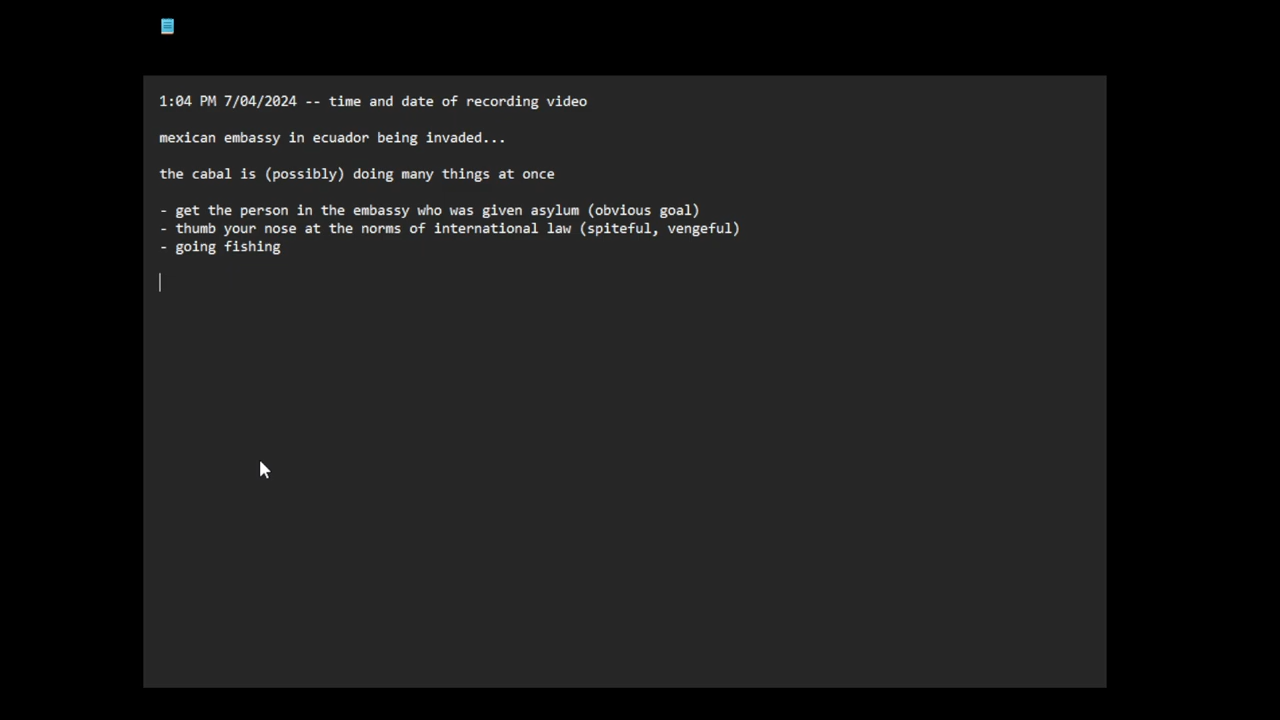 1:04 PM 7/04/2024 -- time and date of recording video
mexican embassy in ecuador being invaded...
the cabal is (possibly) doing many things at once
- get the person in the embassy who was given asylum (obvious goal)
- thumb your nose at the norms of international law (spiteful, vengeful)
- going fishing